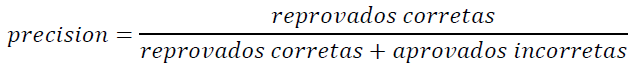 precision = reprovados corretas / reprovados corretas + aprovados incorretas